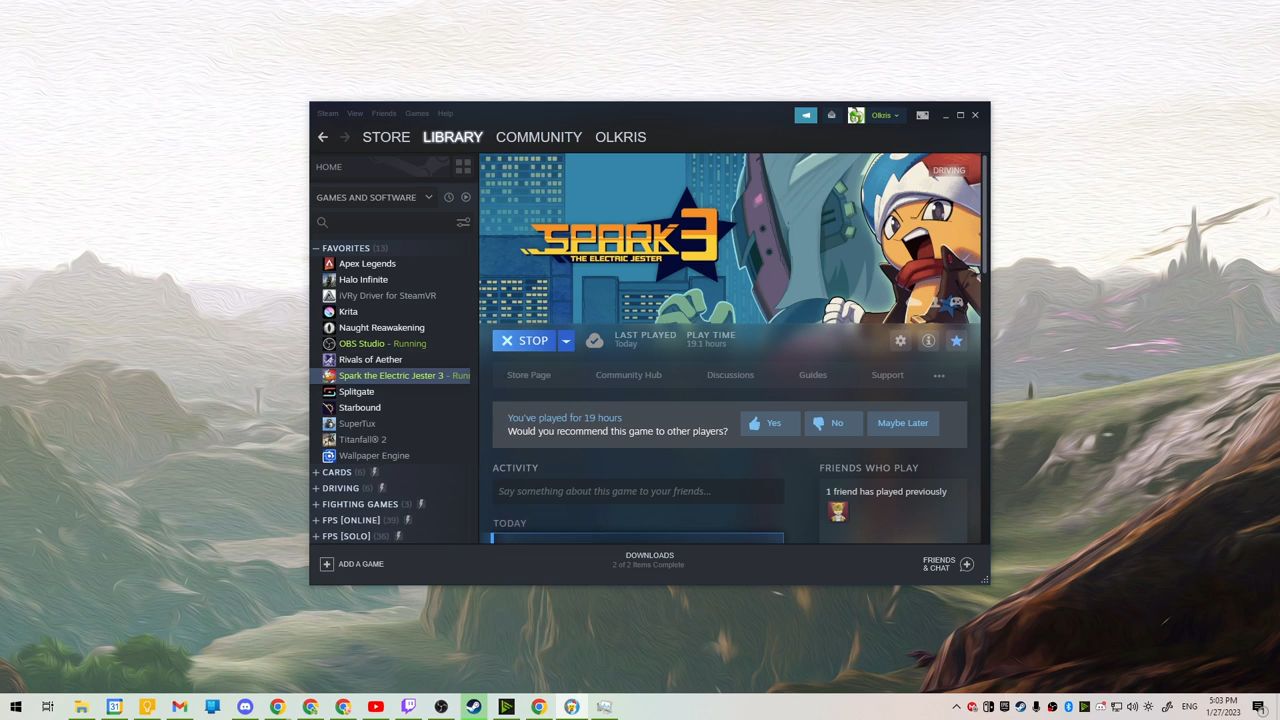 Steam View Friends Games Help
Olkris
STORE LIBRARY COMMUNITY OLKRIS
HOME
GAMES AND SOFTWARE
FAVORITES (13)
Apex Legends
Halo Infinite
iVRy Driver for SteamVR
Krita
Naught Reawakening
OBS Studio - Running
Rivals of Aether
Spark the Electric Jester 3 - Runn
Splitgate
Starbound
SuperTux
Titanfall® 2
Wallpaper Engine
CARDS (6)
DRIVING (6)
FIGHTING GAMES (3)
FPS [ONLINE] (39)
FPS [SOLO] (36)
DRIVING
SPARK 3
THE ELECTRIC JESTER
STOP
LAST PLAYED
Today
PLAY TIME
19.1 hours
Store Page Community Hub Discussions Guides Support
You've played for 19 hours
Would you recommend this game to other players?
Yes No Maybe Later
ACTIVITY
Say something about this game to your friends...
TODAY
FRIENDS WHO PLAY
1 friend has played previously
ADD A GAME
DOWNLOADS
2 of 2 Items Complete
FRIENDS
& CHAT
31
ENG
5:03 PM
1/27/2023